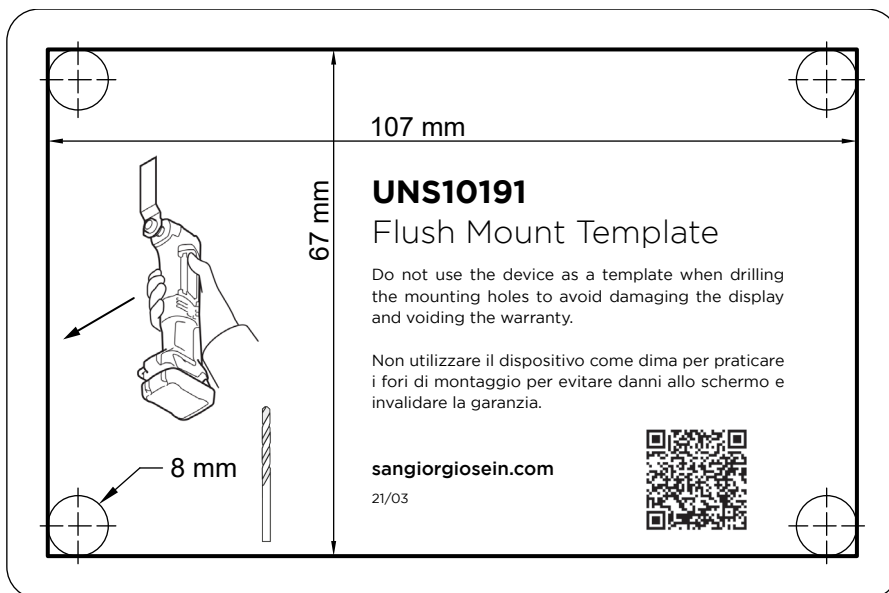 107 mm
67 mm
UNS10191
Flush Mount Template
Do not use the device as a template when drilling
the mounting holes to avoid damaging the display
and voiding the warranty.
Non utilizzare il dispositivo come dima per praticare
i fori di montaggio per evitare danni allo schermo e
invalidare la garanzia.
8 mm
sangiorgiosein.com
21/03